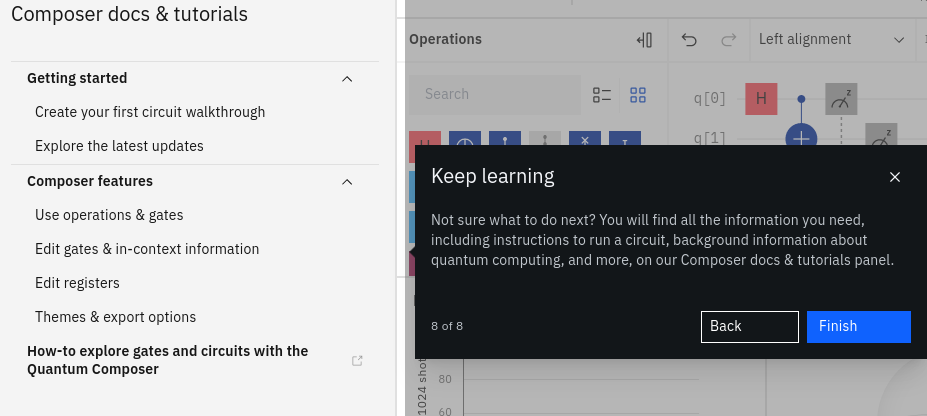 Composer docs & tutorials
Getting started
Create your first circuit walkthrough
Explore the latest updates
Composer features
Use operations & gates
Edit gates & in-context information
Edit registers
Themes & export options
How-to explore gates and circuits with the
Quantum Composer
Operations
Left alignment
Search
q[0]
H
z
q[1]
z
H
Keep learning
Not sure what to do next? You will find all the information you need,
including instructions to run a circuit, background information about
quantum computing, and more, on our Composer docs & tutorials panel.
8 of 8
Back
Finish
1024 shot
80
60